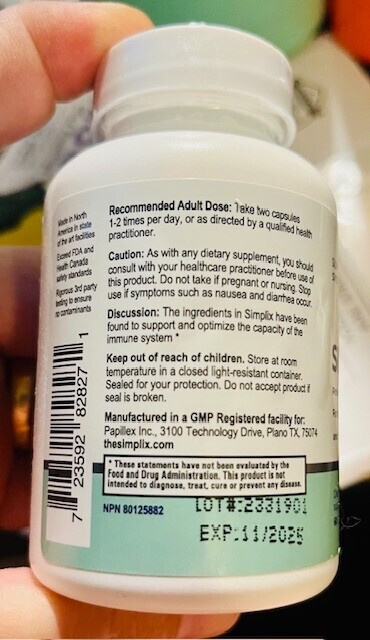 Recommended Adult Dose: Take two capsules
1-2 times per day, or as directed by a qualified health
practitioner.
Caution: As with any dietary supplement, you should
consult with your healthcare practitioner before use of
this product. Do not take if pregnant or nursing. Stop
use if symptoms such as nausea and diarrhea occur.
Discussion: The ingredients in Simplix have been
found to support and optimize the capacity of the
immune system *
Keep out of reach of children. Store at room
temperature in a closed light-resistant container.
Sealed for your protection. Do not accept product if
seal is broken.
Manufactured in a GMP Registered facility for:
Papillex Inc., 3100 Technology Drive, Plano TX, 75074
thesimplix.com
* These statements have not been evaluated by the
Food and Drug Administration. This product is not
intended to diagnose, treat, cure or prevent any disease.
NPN 80125882
LOT#:2331901
EXP:11/2025
Made in North
America in state
of the art facilities
Exceed FDA and
Health Canada
safety standards
Rigorous 3rd party
testing to ensure
no contaminants
7 23592 82827 1